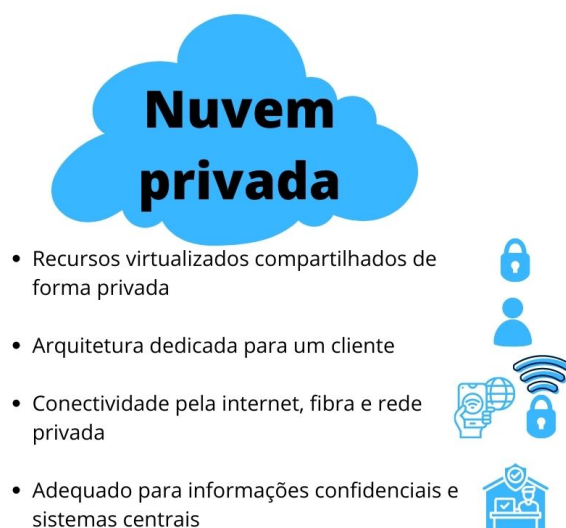 Nuvem
privada
• Recursos virtualizados compartilhados de
forma privada
• Arquitetura dedicada para um cliente
• Conectividade pela internet, fibra e rede
privada
• Adequado para informações confidenciais e
sistemas centrais